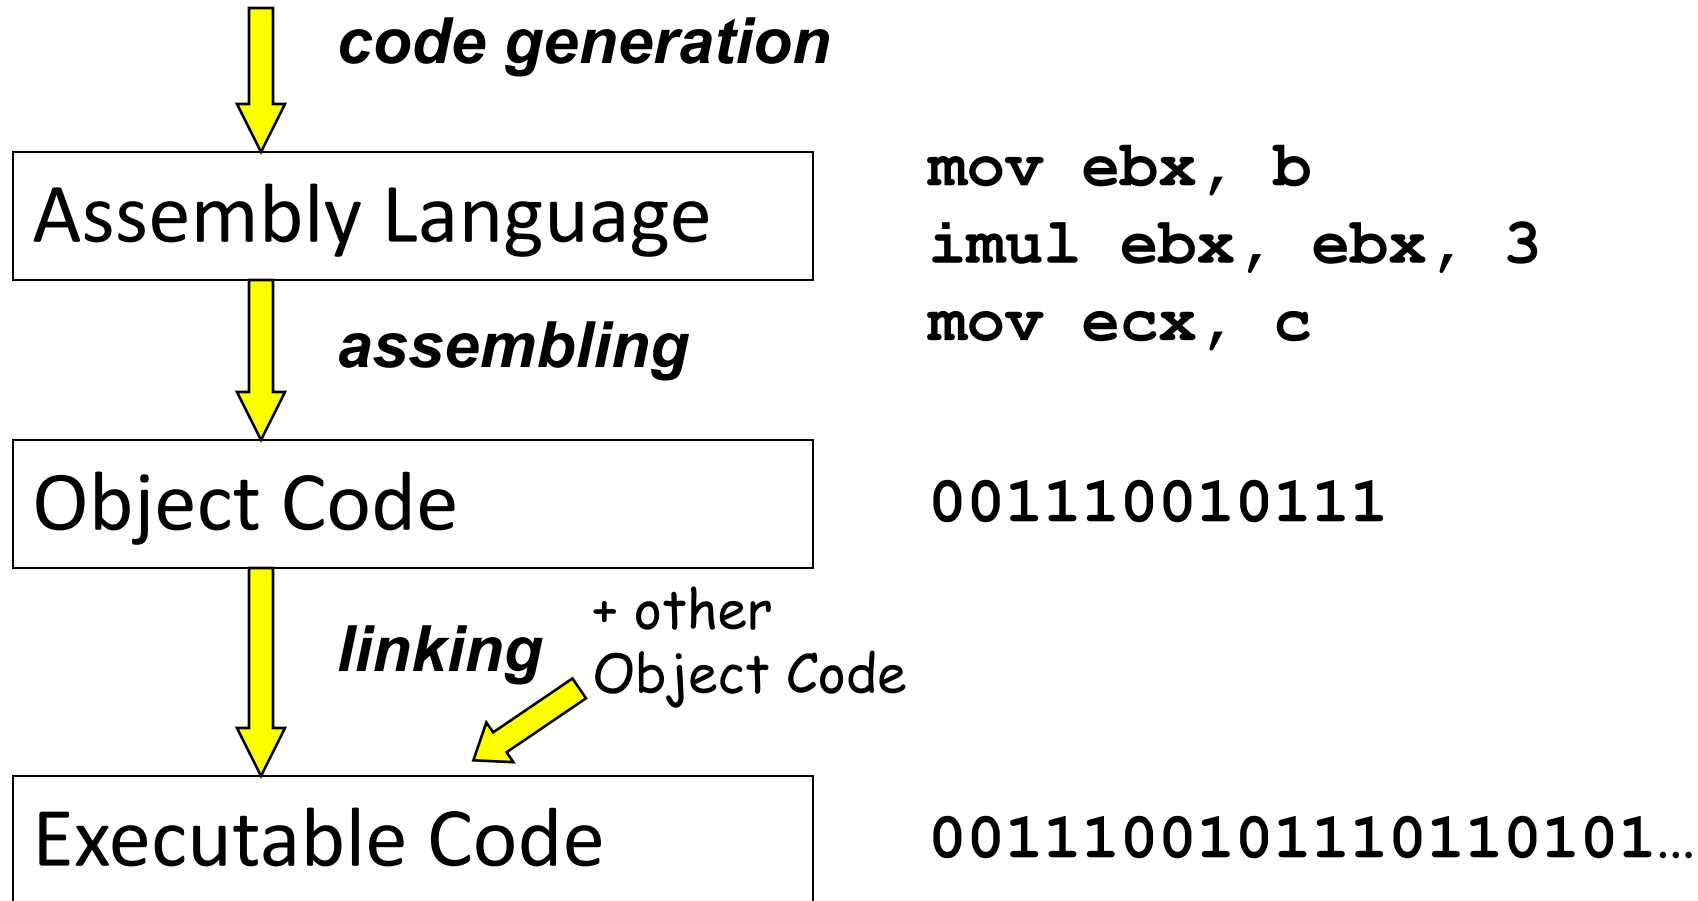 code generation
Assembly Language
mov ebx, b
imul ebx, ebx, 3
mov ecx, c
assembling
Object Code
001110010111
linking
+ other
Object Code
Executable Code
0011100101110110101…